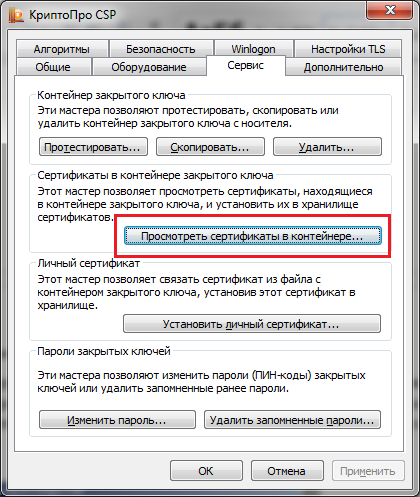 КриптоПро CSP
Алгоритмы Безопасность Winlogon Настройки TLS
Общие Оборудование Сервис Дополнительно
Контейнер закрытого ключа
Эти мастера позволяют протестировать, скопировать или
удалить контейнер закрытого ключа с носителя.
Протестировать... Скопировать... Удалить...
Сертификаты в контейнере закрытого ключа
Этот мастер позволяет просмотреть сертификаты, находящиеся
в контейнере закрытого ключа, и установить их в хранилище
сертификатов.
Просмотреть сертификаты в контейнере...
Личный сертификат
Этот мастер позволяет связать сертификат из файла с
контейнером закрытого ключа, установив этот сертификат в
хранилище.
Установить личный сертификат...
Пароли закрытых ключей
Эти мастера позволяют изменить пароли (ПИН-коды) закрытых
ключей или удалить запомненные ранее пароли.
Изменить пароль... Удалить запомненные пароли...
ОК Отмена Применить